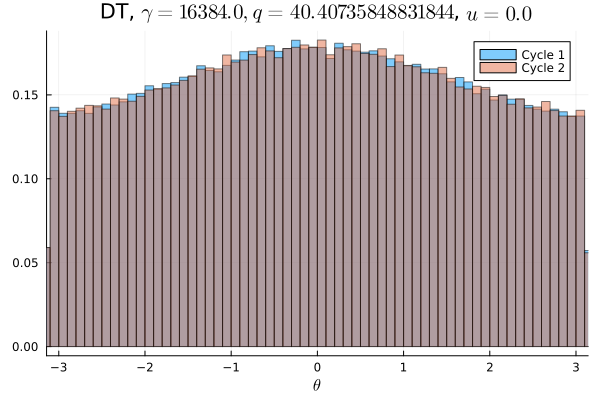 DT, γ = 16384.0, q = 40.40735848831844, u = 0.0
Cycle 1
Cycle 2
0.15
0.10
0.05
0.00
−3 −2 −1 0 1 2 3
θ